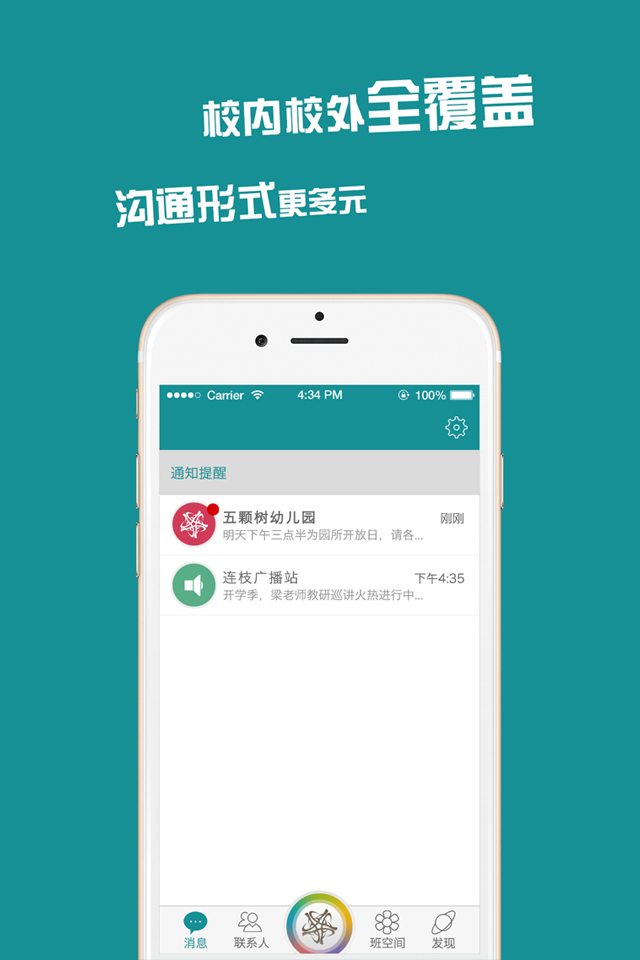 校内校外全覆盖
沟通形式更多元
Carrier 4:34 PM 100%
通知提醒
五颗树幼儿园 刚刚
明天下午三点半为园所开放日，请各...
连枝广播站 下午4:35
开学季，梁老师教研巡讲火热进行中...
消息 联系人 班空间 发现